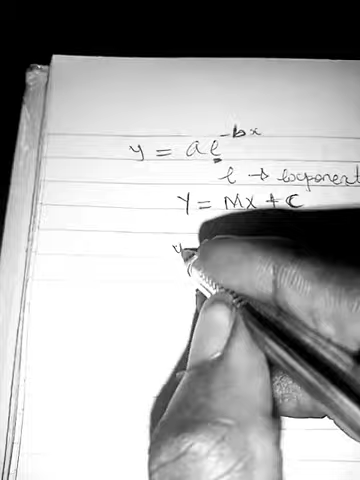 y = ae^-bx
e → exponent
Y = MX + C
y